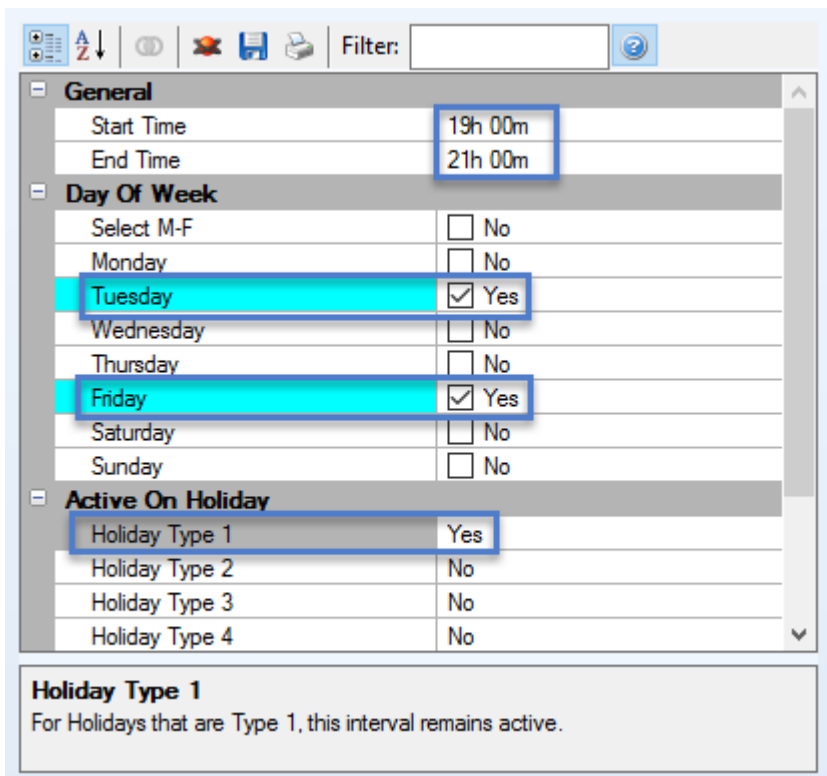 A
Z
Filter:
General
Start Time 19h 00m
End Time 21h 00m
Day Of Week
Select M-F No
Monday No
Tuesday Yes
Wednesday No
Thursday No
Friday Yes
Saturday No
Sunday No
Active On Holiday
Holiday Type 1 Yes
Holiday Type 2 No
Holiday Type 3 No
Holiday Type 4 No
Holiday Type 1
For Holidays that are Type 1, this interval remains active.